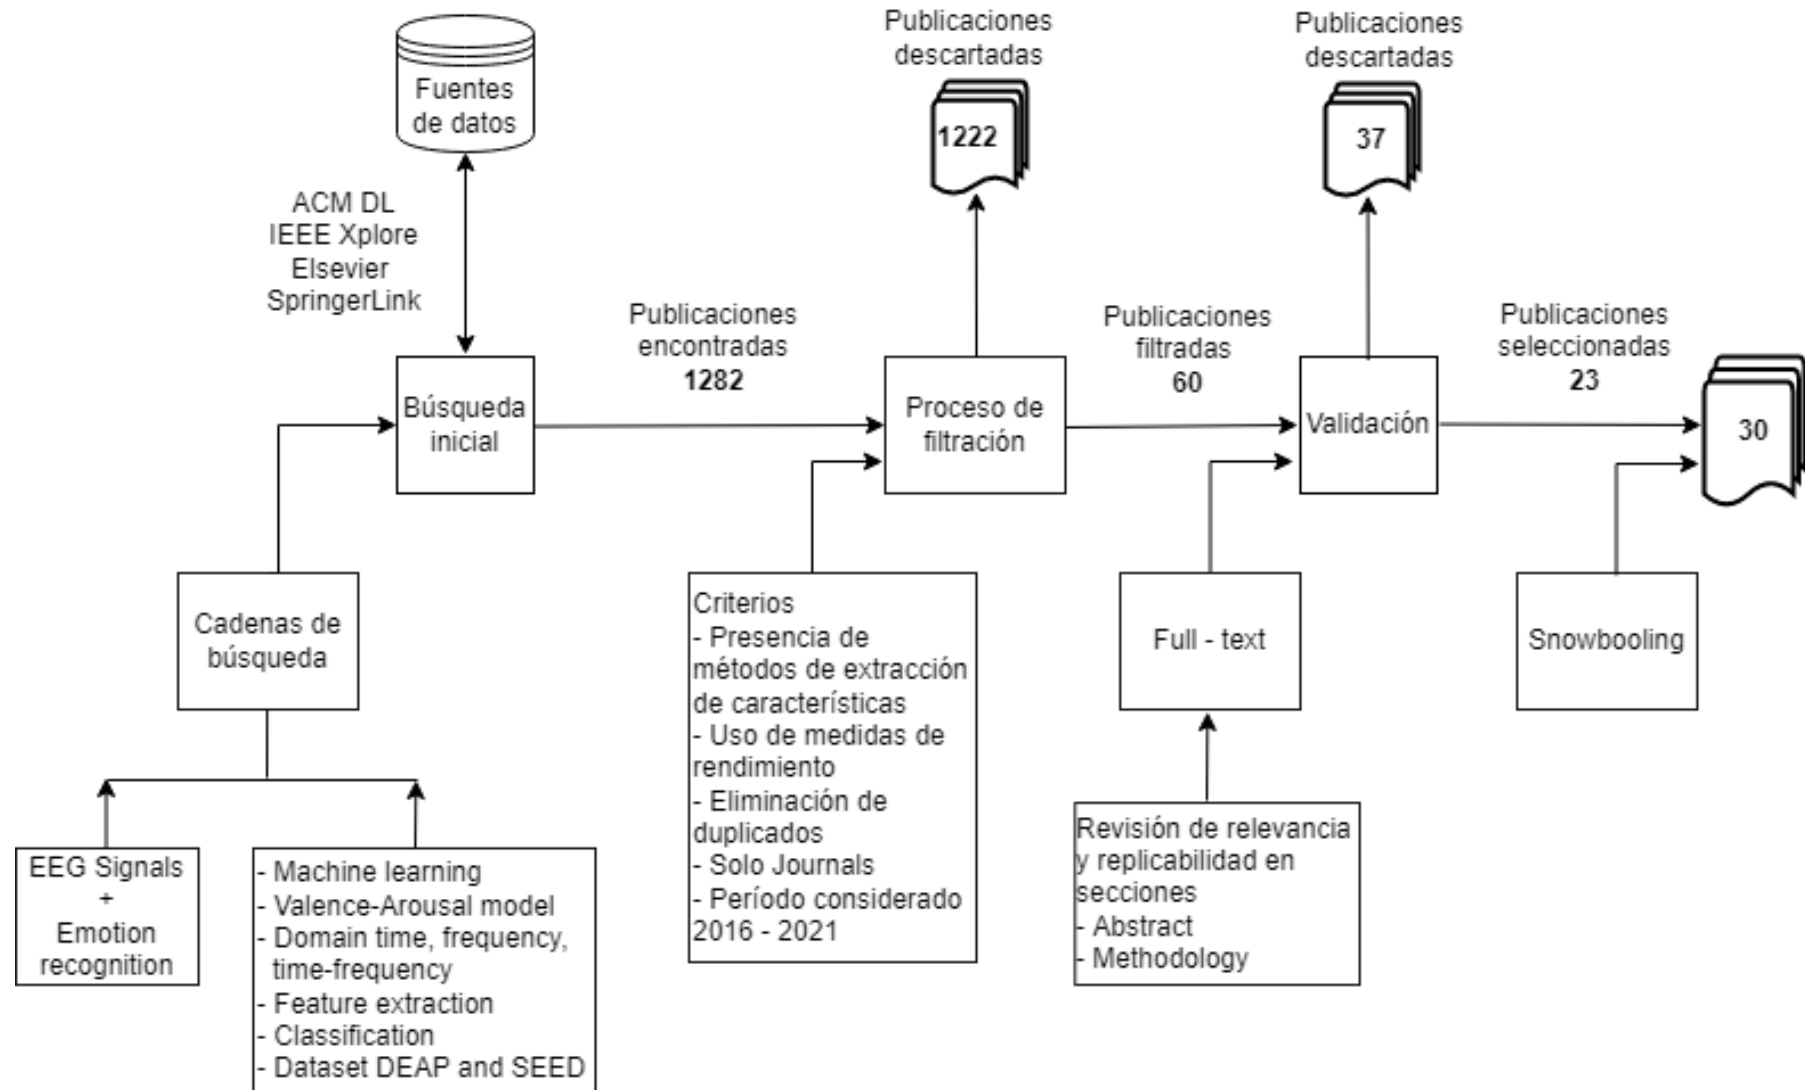 Fuentes
de datos
ACM DL
IEEE Xplore
Elsevier
SpringerLink
Búsqueda
inicial
Cadenas de
búsqueda
EEG Signals
+
Emotion
recognition
- Machine learning
- Valence-Arousal model
- Domain time, frequency,
time-frequency
- Feature extraction
- Classification
- Dataset DEAP and SEED
Publicaciones
encontradas
1282
Publicaciones
descartadas
1222
Proceso de
filtración
Criterios
- Presencia de
métodos de extracción
de características
- Uso de medidas de
rendimiento
- Eliminación de
duplicados
- Solo Journals
- Período considerado
2016 - 2021
Publicaciones
filtradas
60
Publicaciones
descartadas
37
Validación
Full - text
Revisión de relevancia
y replicabilidad en
secciones
- Abstract
- Methodology
Publicaciones
seleccionadas
23
30
Snowbooling